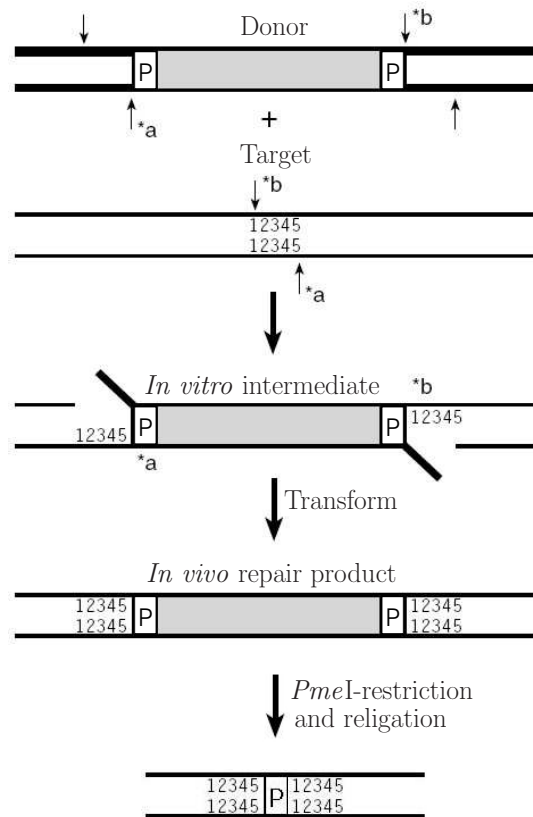 Donor
*b
P P
*a
+
Target
*b
12345
12345
*a
In vitro intermediate
*b
12345 P P 12345
*a
Transform
In vivo repair product
12345 P P 12345
12345 12345
PmeI-restriction
and religation
12345 P 12345
12345 12345